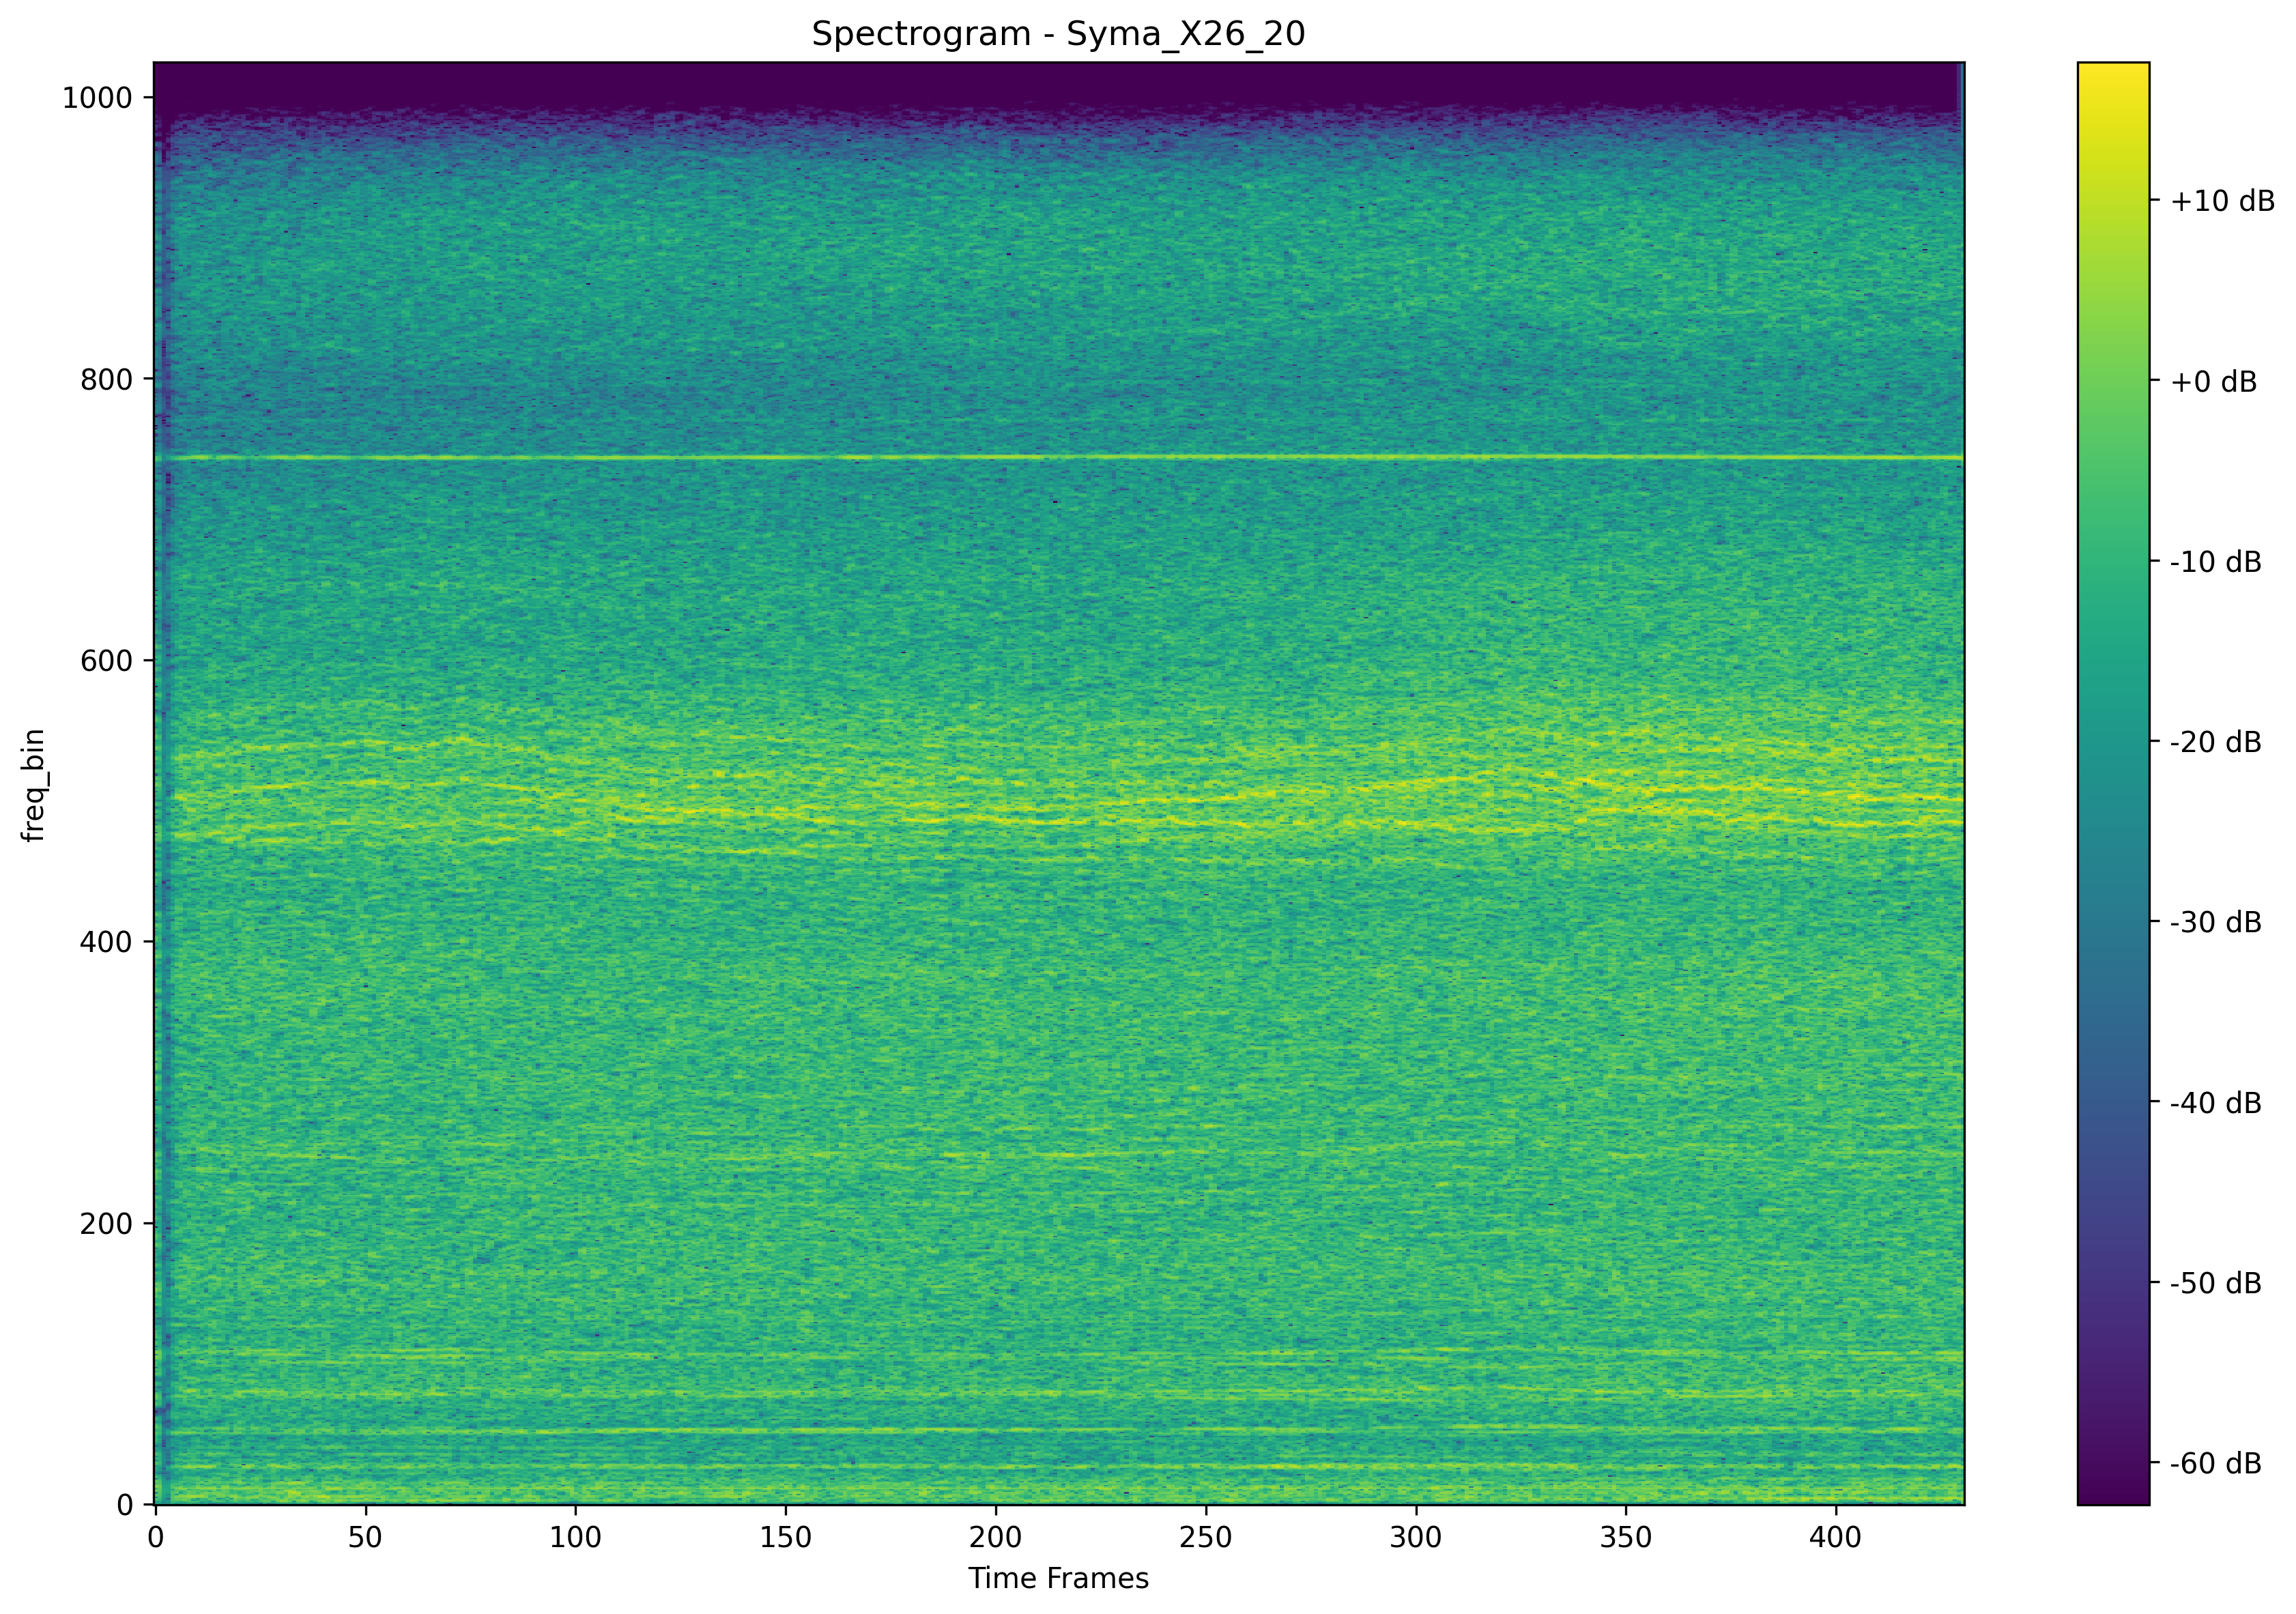 Spectrogram - Syma_X26_20
1000
800
600
400
200
0
freq_bin
0 50 100 150 200 250 300 350 400
Time Frames
+10 dB
+0 dB
-10 dB
-20 dB
-30 dB
-40 dB
-50 dB
-60 dB